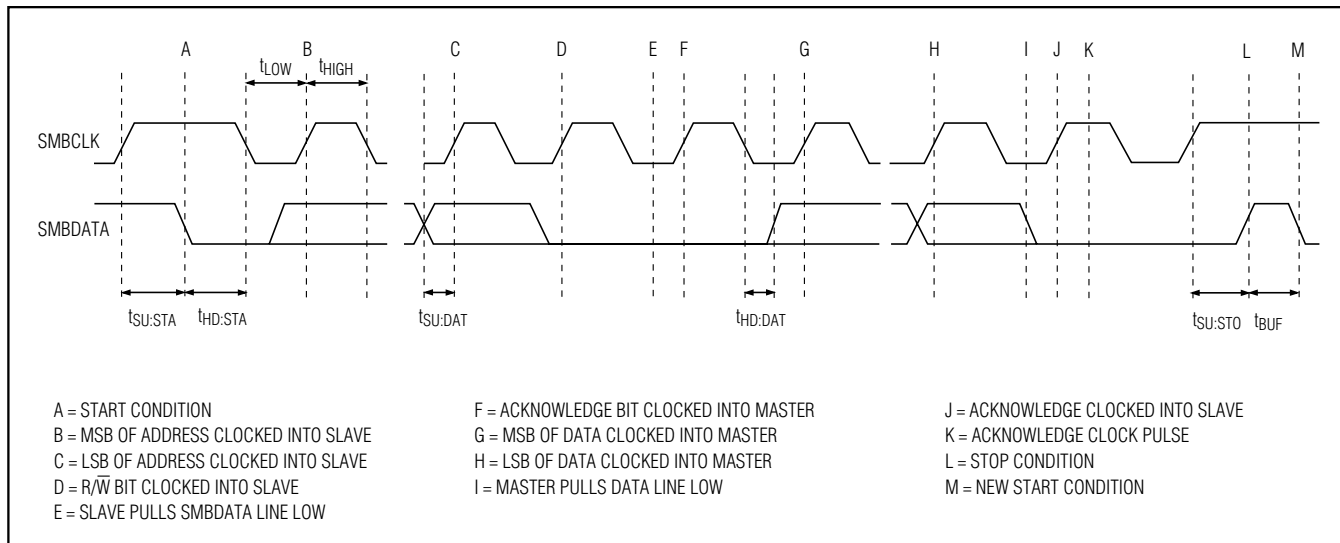 A B C D E F G H I J K L M
tLOW tHIGH
SMBCLK
SMBDATA
tSU:STA tHD:STA tSU:DAT tHD:DAT tSU:STO tBUF
A = START CONDITION
B = MSB OF ADDRESS CLOCKED INTO SLAVE
C = LSB OF ADDRESS CLOCKED INTO SLAVE
D = R/W̅ BIT CLOCKED INTO SLAVE
E = SLAVE PULLS SMBDATA LINE LOW
F = ACKNOWLEDGE BIT CLOCKED INTO MASTER
G = MSB OF DATA CLOCKED INTO MASTER
H = LSB OF DATA CLOCKED INTO MASTER
I = MASTER PULLS DATA LINE LOW
J = ACKNOWLEDGE CLOCKED INTO SLAVE
K = ACKNOWLEDGE CLOCK PULSE
L = STOP CONDITION
M = NEW START CONDITION